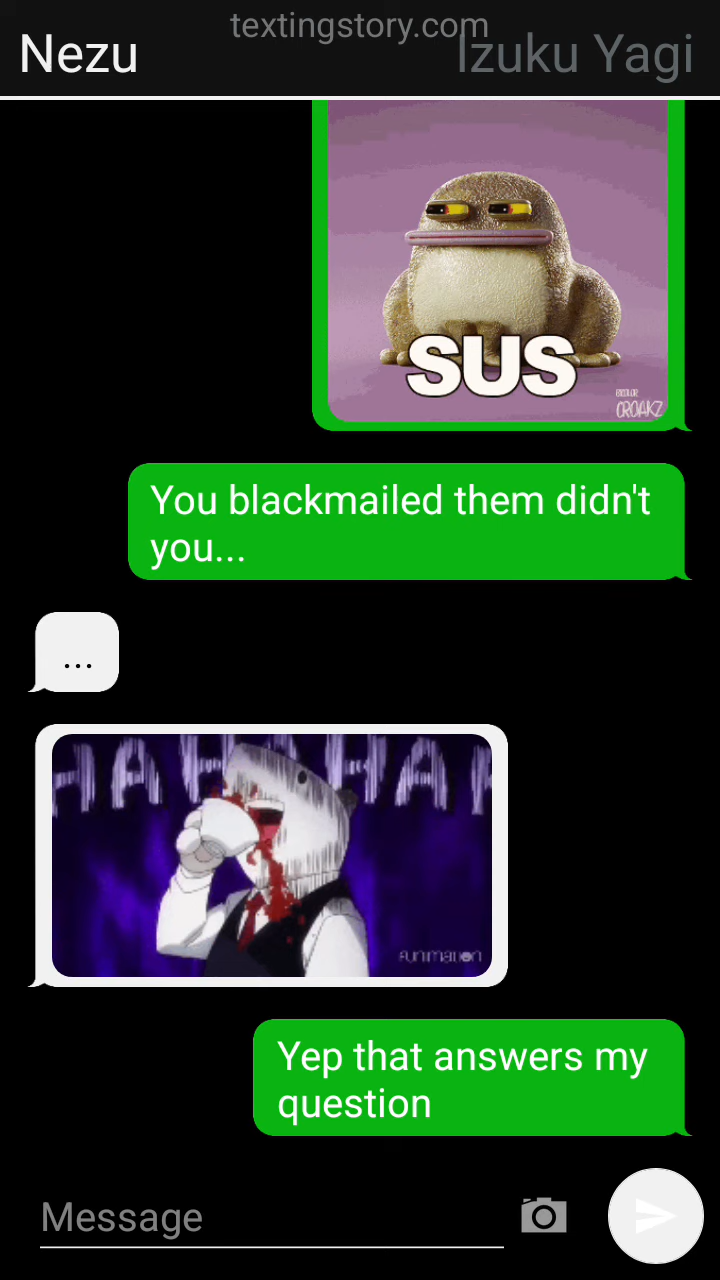 textingstory.com
Nezu
Izuku Yagi
SUS
CROAKZ
You blackmailed them didn't
you...
...
HAHAHAH
FUNIMATION
Yep that answers my
question
Message